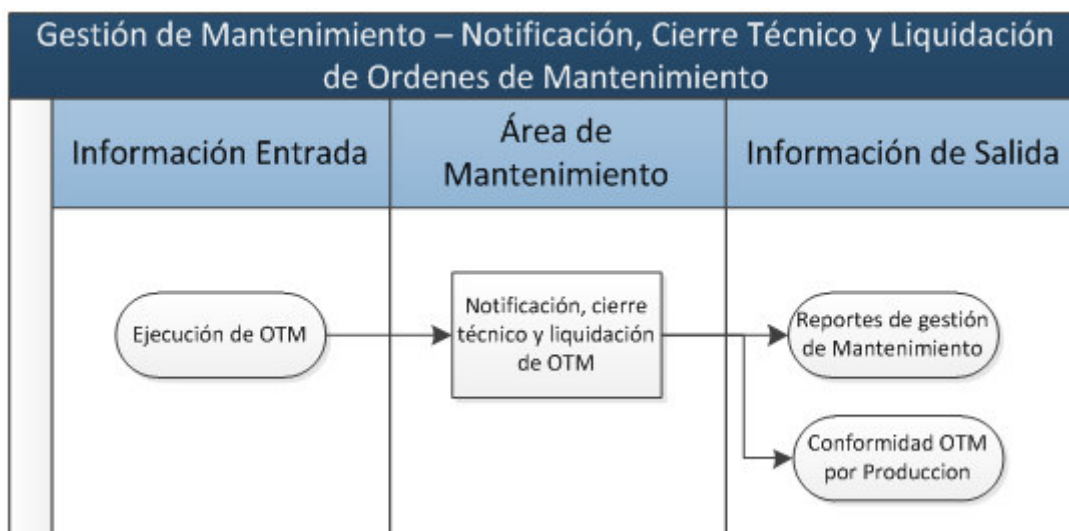 Gestión de Mantenimiento – Notificación, Cierre Técnico y Liquidación
de Ordenes de Mantenimiento
Información Entrada
Área de
Mantenimiento
Información de Salida
Ejecución de OTM
Notificación, cierre
técnico y liquidación
de OTM
Reportes de gestión
de Mantenimiento
Conformidad OTM
por Produccion